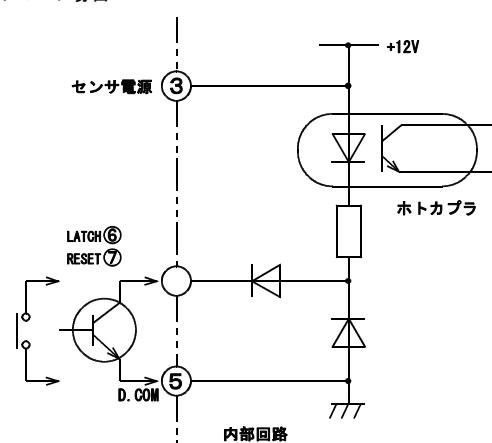 +12V
センサ電源 ③
ホトカプラ
LATCH⑥
RESET⑦
⑤
D.COM
内部回路